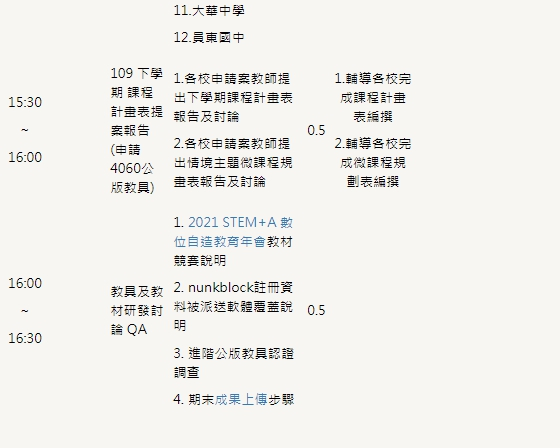 11.大華中學
12.員東國中
15:30
~
16:00
109 下學
期 課程
計畫表提
案報告
(申請
4060公
版教具)
1.各校申請案教師提
出下學期課程計畫表
報告及討論
2.各校申請案教師提
出情境主題微課程規
畫表報告及討論
0.5
1.輔導各校完
成課程計畫
表編撰
2.輔導各校完
成微課程規
劃表編撰
16:00
~
16:30
教具及教
材研發討
論 QA
1. 2021 STEM+A 數
位自造教育年會教材
競賽說明
2. nunkblock註冊資
料被派送軟體覆蓋說
明
3. 進階公版教具認證
調查
4. 期末成果上傳步驟
0.5